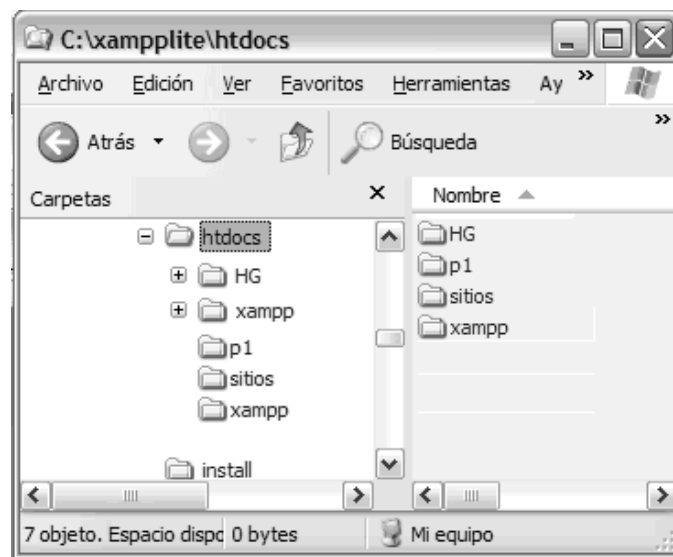 C:\xampplite\htdocs
Archivo Edición Ver Favoritos Herramientas Ay »
Atrás Búsqueda »
Carpetas
Nombre
htdocs
HG
xampp
p1
sitios
xampp
install
HG
p1
sitios
xampp
7 objeto. Espacio dispc 0 bytes Mi equipo